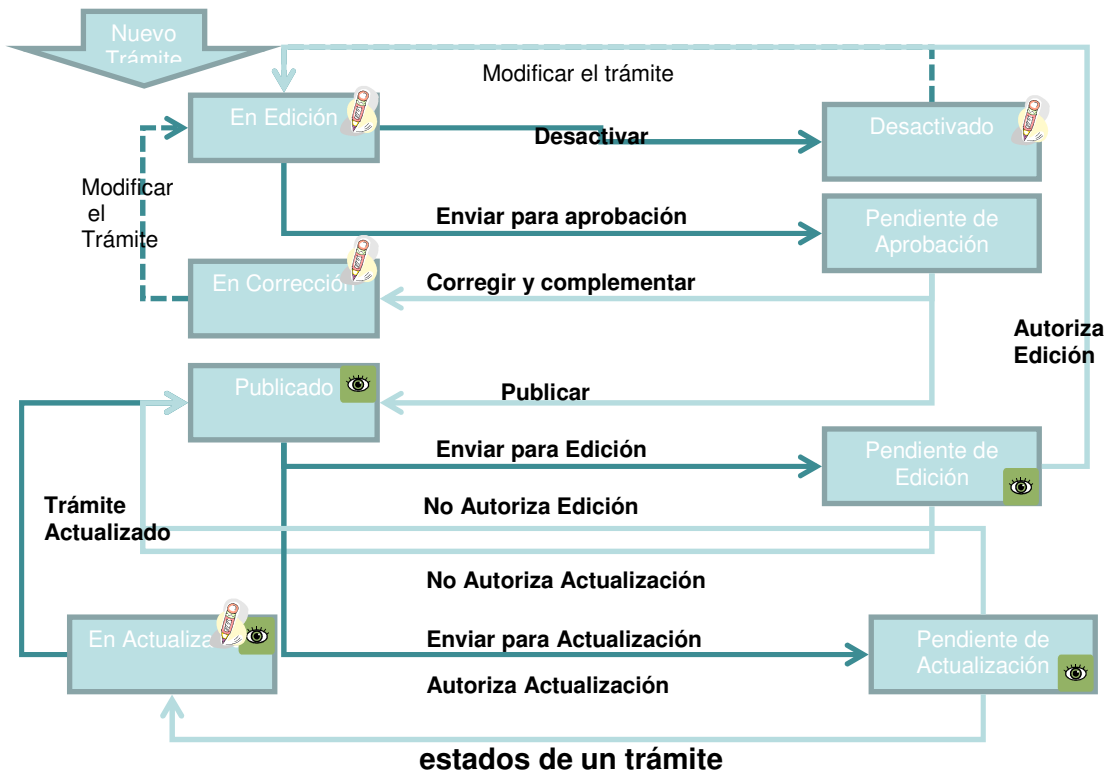 Nuevo
Trámite
Modificar el trámite
En Edición
Desactivar
Desactivado
Modificar
el
Trámite
Enviar para aprobación
Pendiente de
Aprobación
En Corrección
Corregir y complementar
Autoriza
Edición
Publicado
Publicar
Enviar para Edición
Pendiente de
Edición
Trámite
Actualizado
No Autoriza Edición
No Autoriza Actualización
En Actualiza
Enviar para Actualización
Pendiente de
Actualización
Autoriza Actualización
estados de un trámite